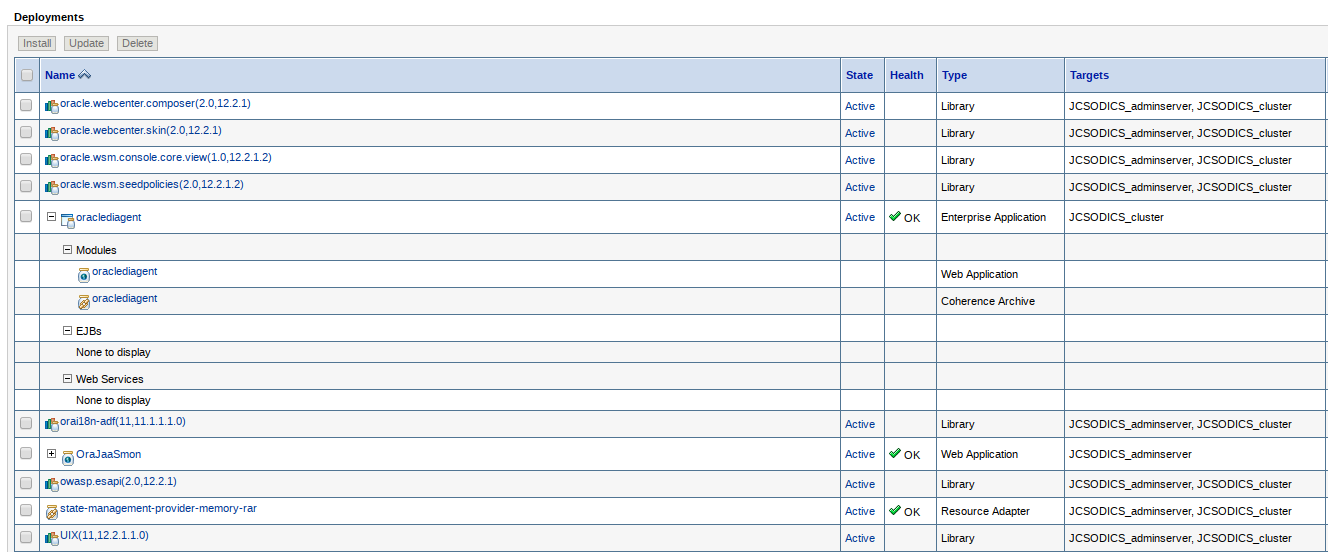 Deployments
Install Update Delete
Name State Health Type Targets
oracle.webcenter.composer(2.0,12.2.1) Active Library JCSODICS_adminserver, JCSODICS_cluster
oracle.webcenter.skin(2.0,12.2.1) Active Library JCSODICS_adminserver, JCSODICS_cluster
oracle.wsm.console.core.view(1.0,12.2.1.2) Active Library JCSODICS_adminserver, JCSODICS_cluster
oracle.wsm.seedpolicies(2.0,12.2.1.2) Active Library JCSODICS_adminserver, JCSODICS_cluster
oraclediagent Active OK Enterprise Application JCSODICS_cluster
Modules
oraclediagent Web Application
oraclediagent Coherence Archive
EJBs
None to display
Web Services
None to display
orai18n-adf(11,11.1.1.1.0) Active Library JCSODICS_adminserver, JCSODICS_cluster
OraJaaSmon Active OK Web Application JCSODICS_adminserver
owasp.esapi(2.0,12.2.1) Active Library JCSODICS_adminserver, JCSODICS_cluster
state-management-provider-memory-rar Active OK Resource Adapter JCSODICS_adminserver, JCSODICS_cluster
UIX(11,12.2.1.1.0) Active Library JCSODICS_adminserver, JCSODICS_cluster